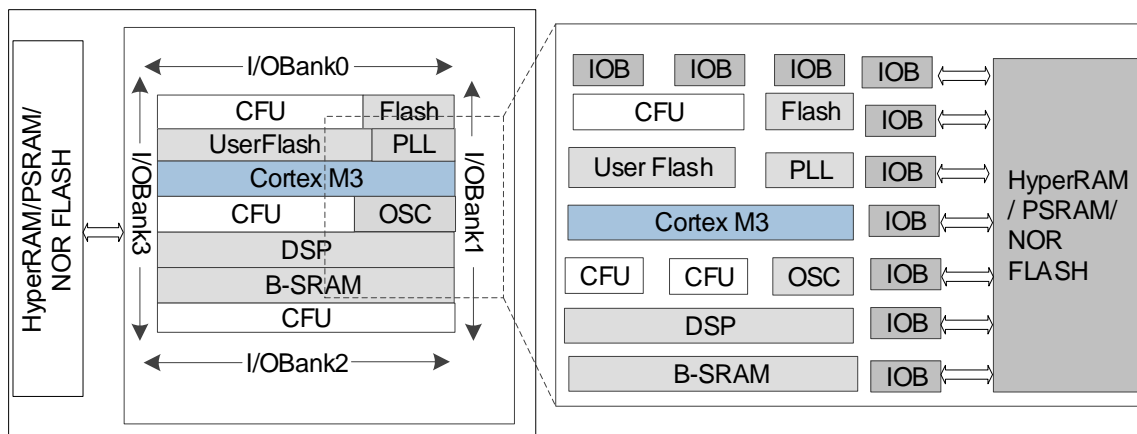 HyperRAM/PSRAM/
NOR FLASH
I/OBank0
I/OBank3
I/OBank1
I/OBank2
CFU
Flash
UserFlash
PLL
Cortex M3
CFU
OSC
DSP
B-SRAM
CFU
IOB
IOB
IOB
IOB
CFU
Flash
IOB
User Flash
PLL
IOB
Cortex M3
IOB
CFU
CFU
OSC
IOB
DSP
IOB
B-SRAM
IOB
HyperRAM
/ PSRAM/
NOR
FLASH